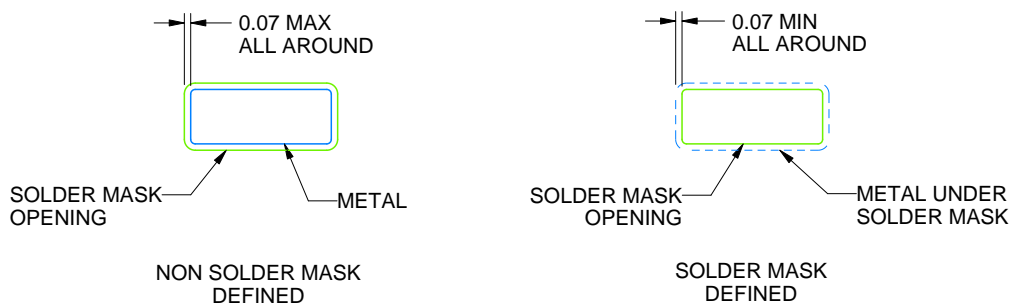 0.07 MAX
ALL AROUND
SOLDER MASK
OPENING
METAL
NON SOLDER MASK
DEFINED
0.07 MIN
ALL AROUND
SOLDER MASK
OPENING
METAL UNDER
SOLDER MASK
SOLDER MASK
DEFINED